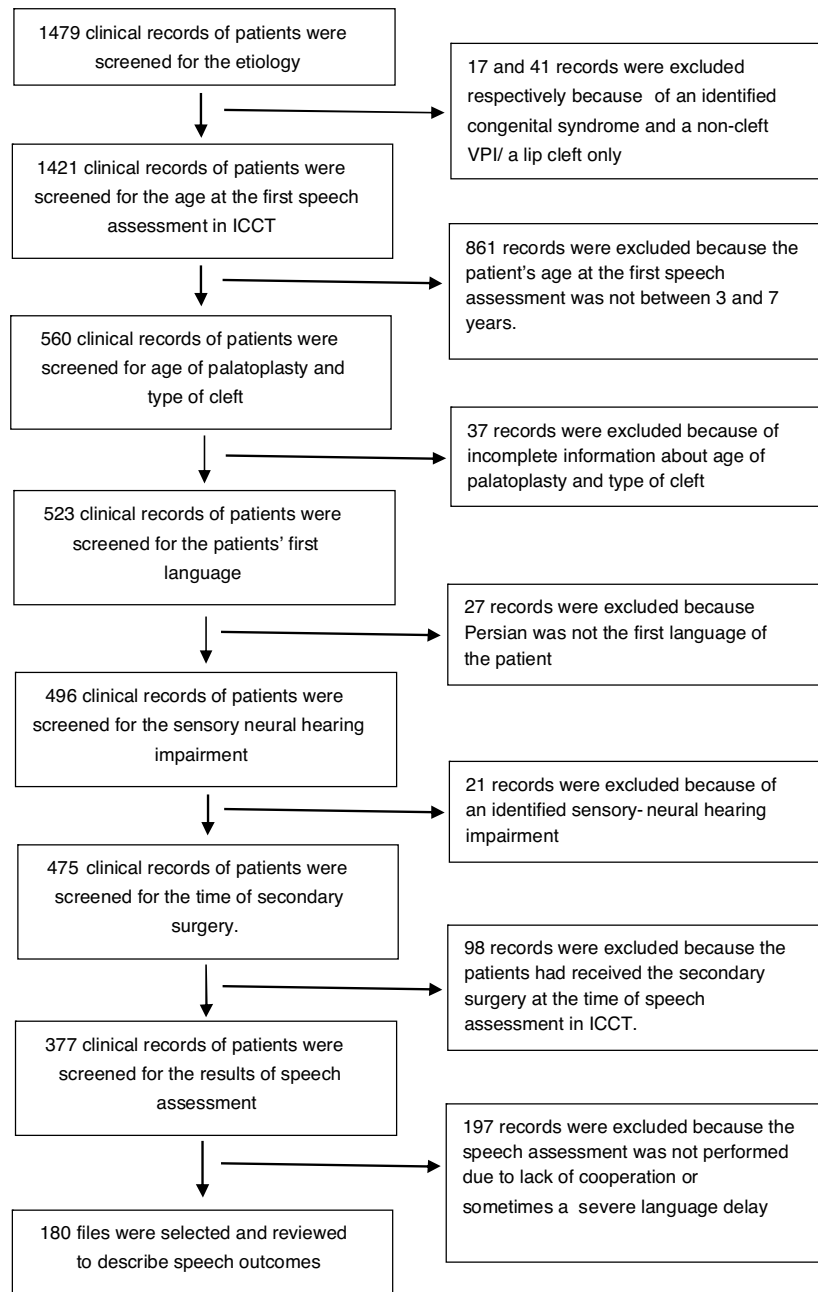 1479 clinical records of patients were
screened for the etiology
17 and 41 records were excluded
respectively because of an identified
congenital syndrome and a non-cleft
VPI/ a lip cleft only
1421 clinical records of patients were
screened for the age at the first speech
assessment in ICCT
861 records were excluded because the
patient’s age at the first speech
assessment was not between 3 and 7
years.
560 clinical records of patients were
screened for age of palatoplasty and
type of cleft
37 records were excluded because of
incomplete information about age of
palatoplasty and type of cleft
523 clinical records of patients were
screened for the patients’ first
language
27 records were excluded because
Persian was not the first language of
the patient
496 clinical records of patients were
screened for the sensory neural hearing
impairment
21 records were excluded because of
an identified sensory- neural hearing
impairment
475 clinical records of patients were
screened for the time of secondary
surgery.
98 records were excluded because the
patients had received the secondary
surgery at the time of speech
assessment in ICCT.
377 clinical records of patients were
screened for the results of speech
assessment
197 records were excluded because the
speech assessment was not performed
due to lack of cooperation or
sometimes a severe language delay
180 files were selected and reviewed
to describe speech outcomes